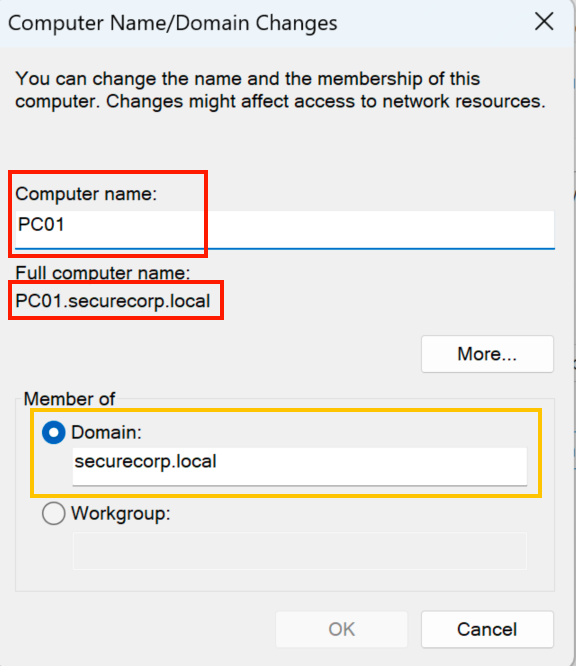 Computer Name/Domain Changes
You can change the name and the membership of this
computer. Changes might affect access to network resources.
Computer name:
PC01
Full computer name:
PC01.securecorp.local
More...
Member of
Domain:
securecorp.local
Workgroup:
OK
Cancel